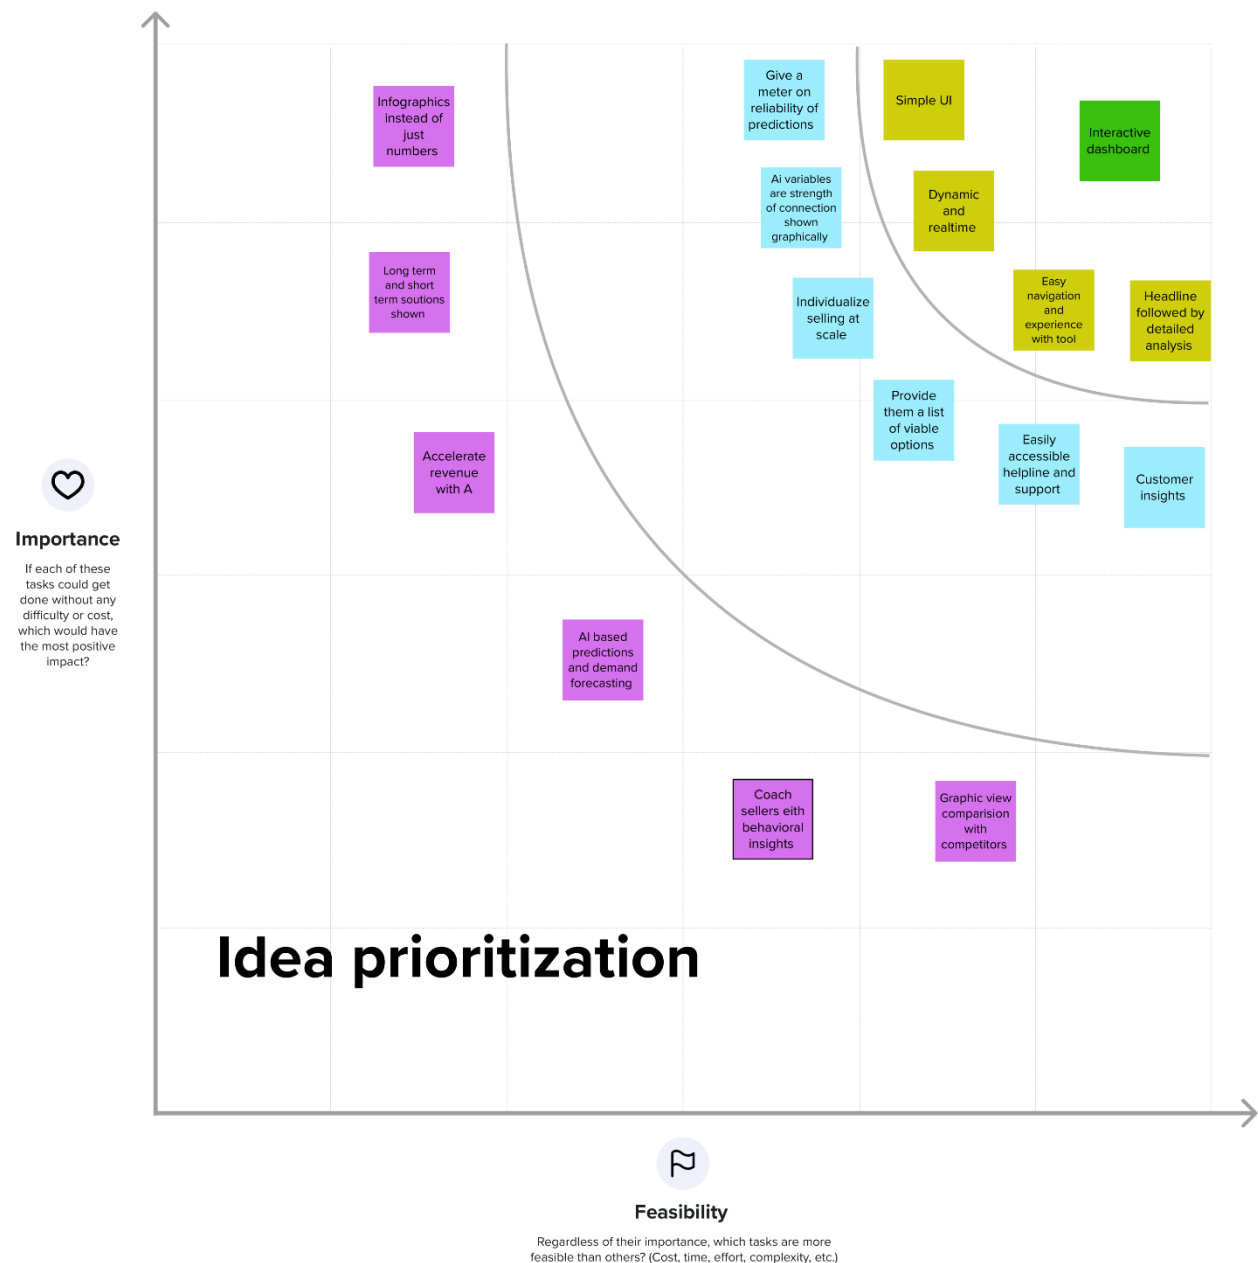 Infographics
instead of
just
numbers
Give a
meter on
reliability of
predictions
Simple UI
Interactive
dashboard
Ai variables
are strength
of connection
shown
graphically
Dynamic
and
realtime
Long term
and short
term soutions
shown
Individualize
selling at
scale
Easy
navigation
and
experience
with tool
Headline
followed by
detailed
analysis
Provide
them a list
of viable
options
Easily
accessible
helpline and
support
Customer
insights
Accelerate
revenue
with A
Importance
If each of these
tasks could get
done without any
difficulty or cost,
which would have
the most positive
impact?
AI based
predictions
and demand
forecasting
Coach
sellers eith
behavioral
insights
Graphic view
comparision
with
competitors
Idea prioritization
Feasibility
Regardless of their importance, which tasks are more
feasible than others? (Cost, time, effort, complexity, etc.)